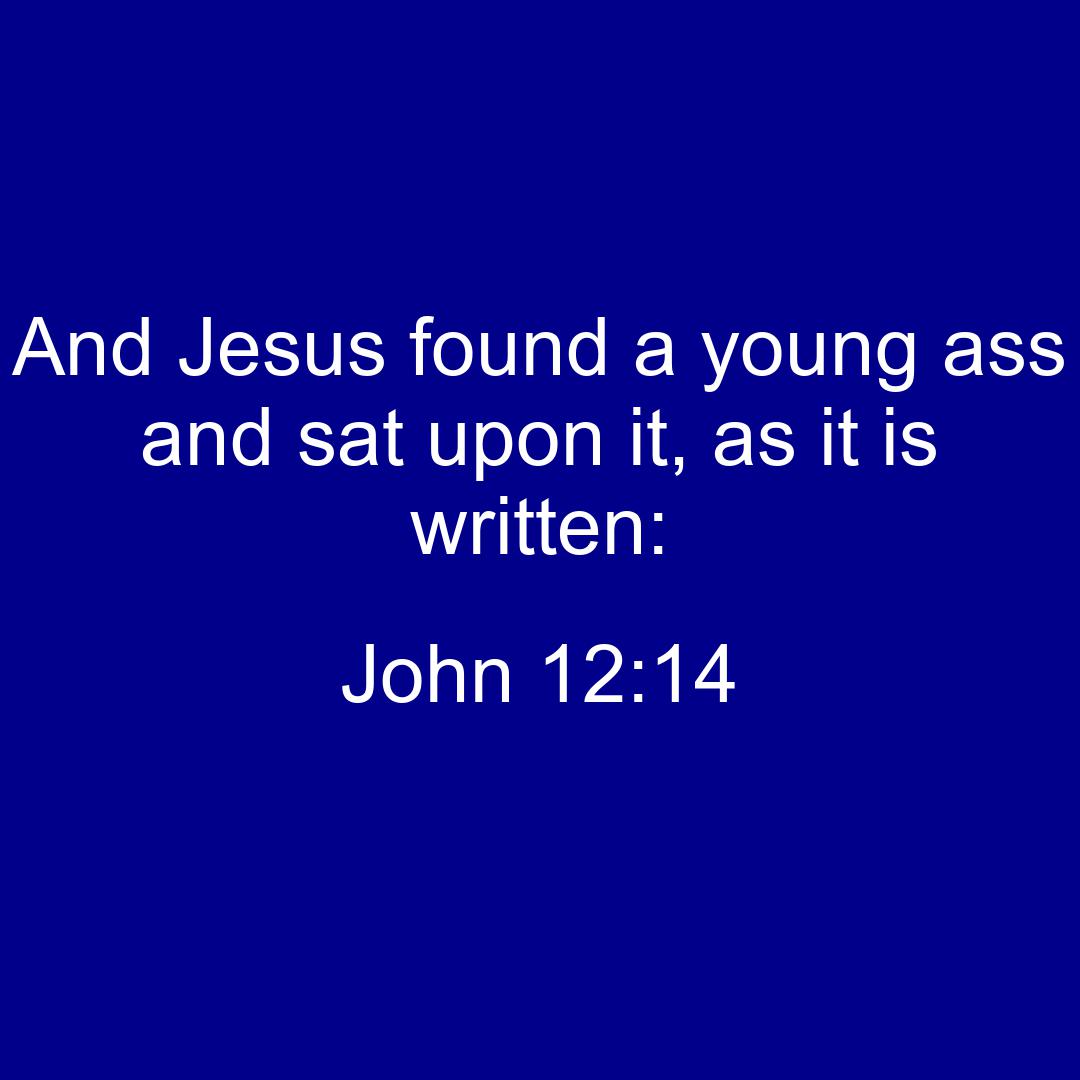 And Jesus found a young ass
and sat upon it, as it is
written:
John 12:14